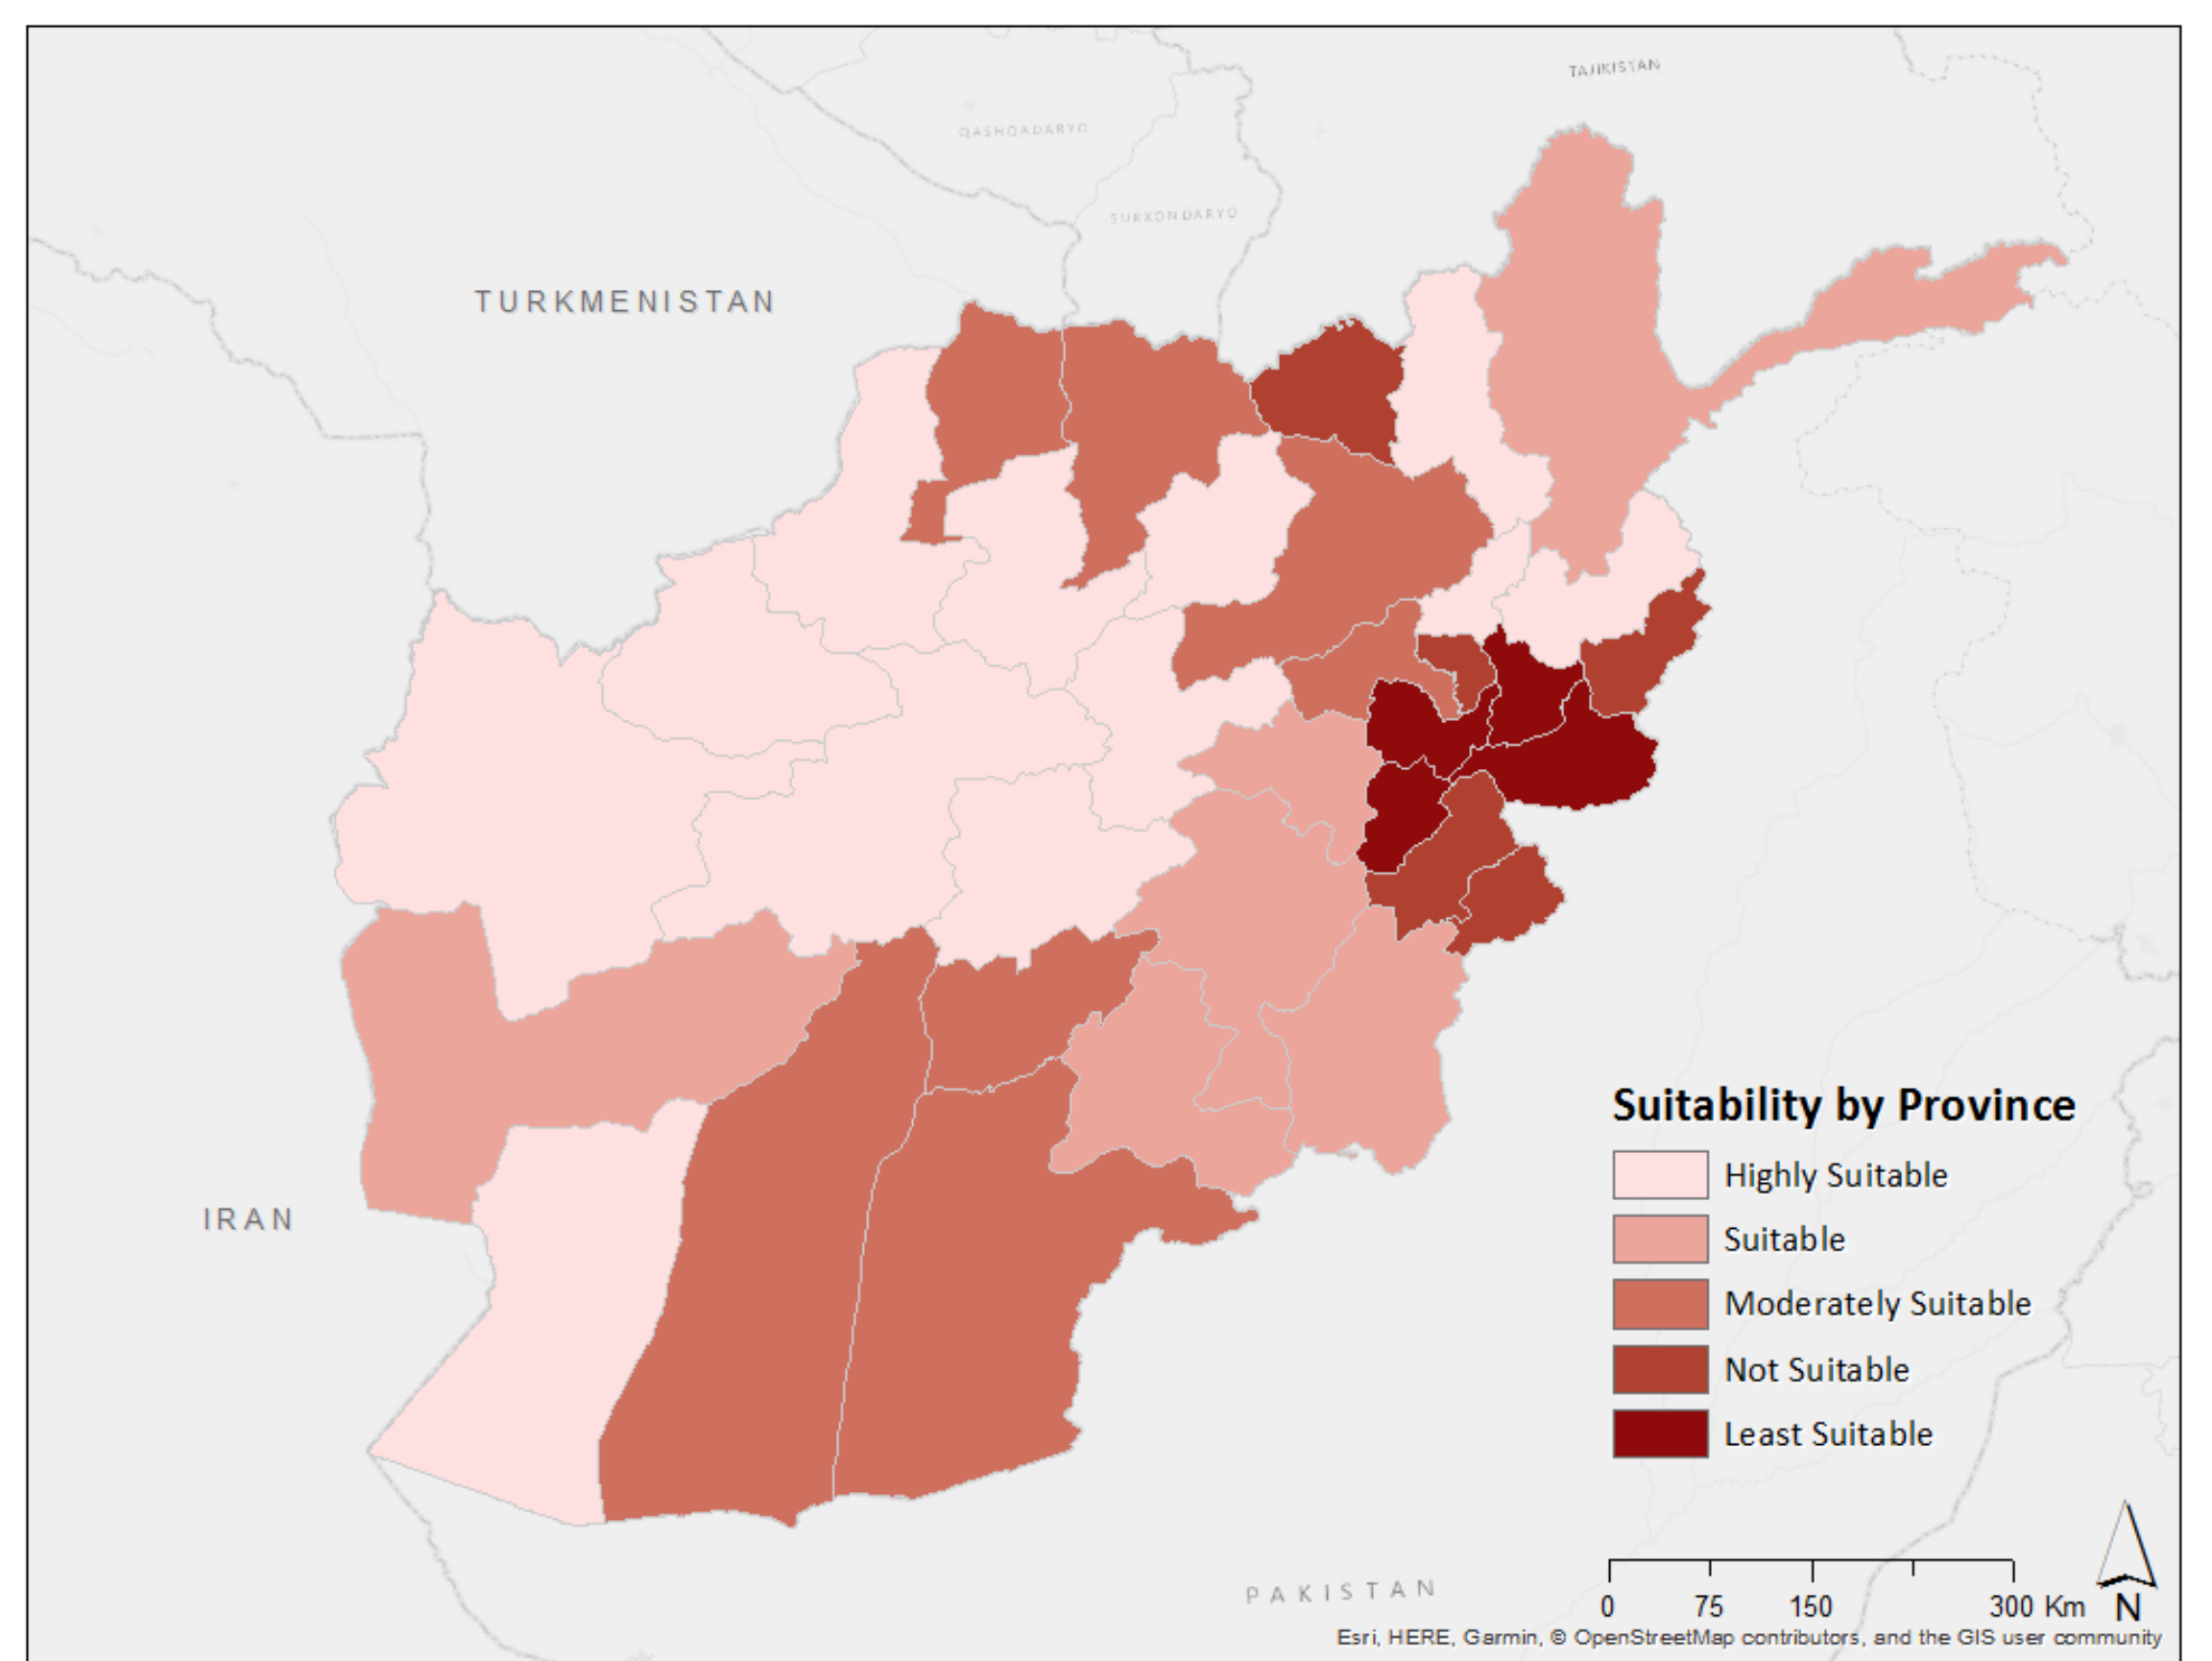 TAJIKISTAN
QASHQADARYO
SURXONDARYO
TURKMENISTAN
IRAN
PAKISTAN
Suitability by Province
Highly Suitable
Suitable
Moderately Suitable
Not Suitable
Least Suitable
0 75 150 300 Km N
Esri, HERE, Garmin, © OpenStreetMap contributors, and the GIS user community